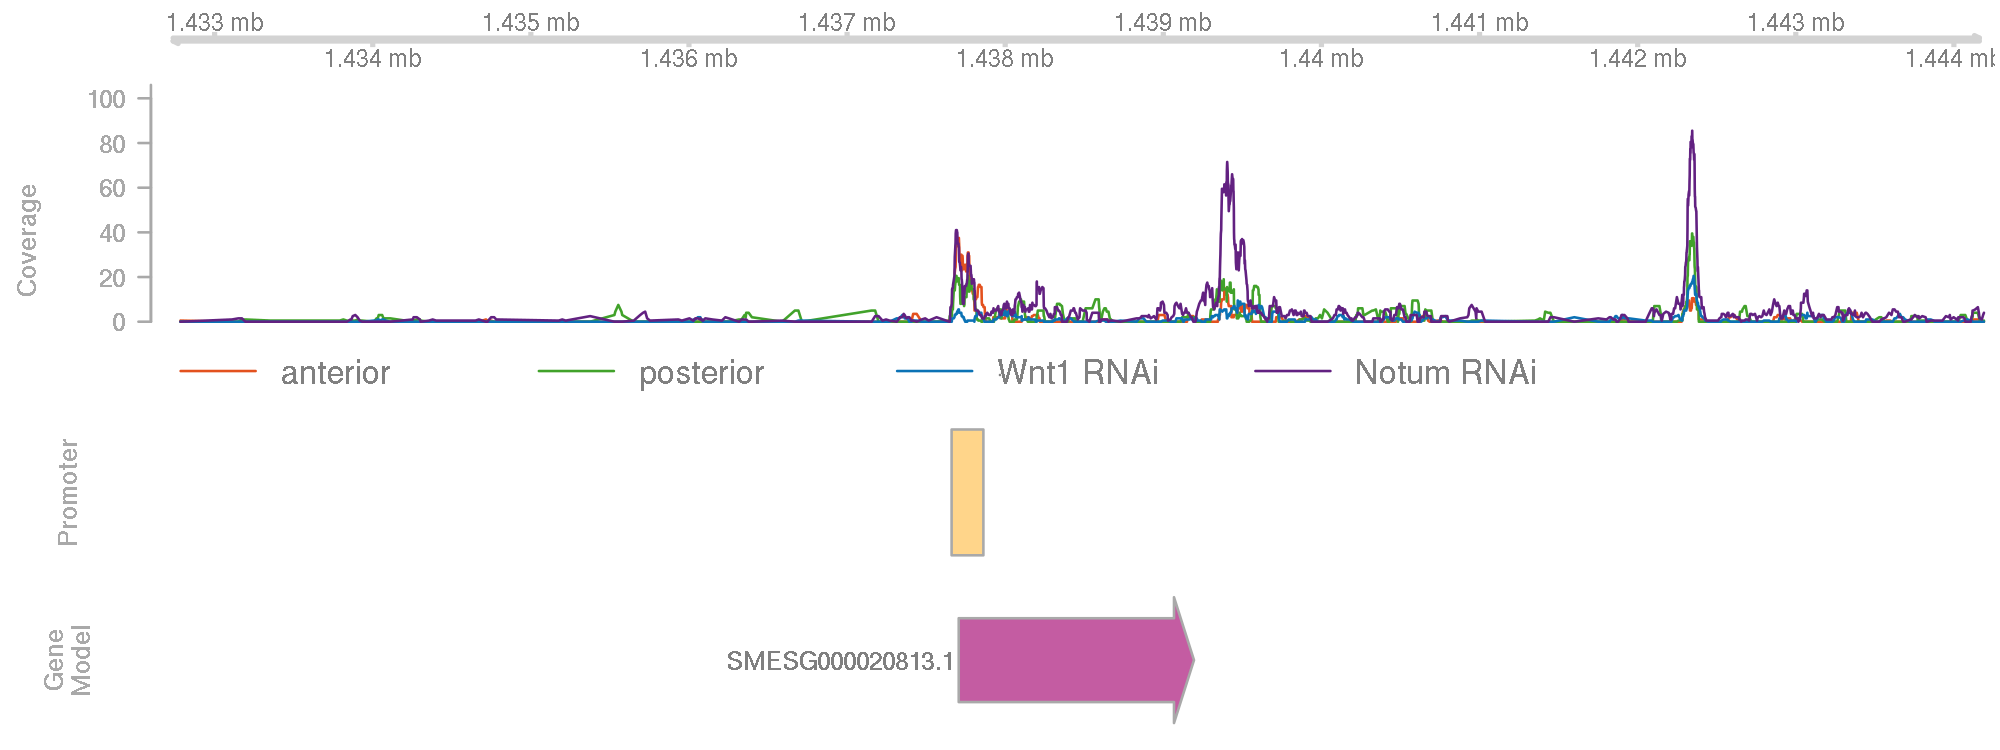 1.433 mb 1.435 mb 1.437 mb 1.439 mb 1.441 mb 1.443 mb
1.434 mb 1.436 mb 1.438 mb 1.44 mb 1.442 mb 1.444 mb
Coverage
100
80
60
40
20
0
anterior posterior Wnt1 RNAi Notum RNAi
Promoter
Gene
Model
SMESG000020813.1